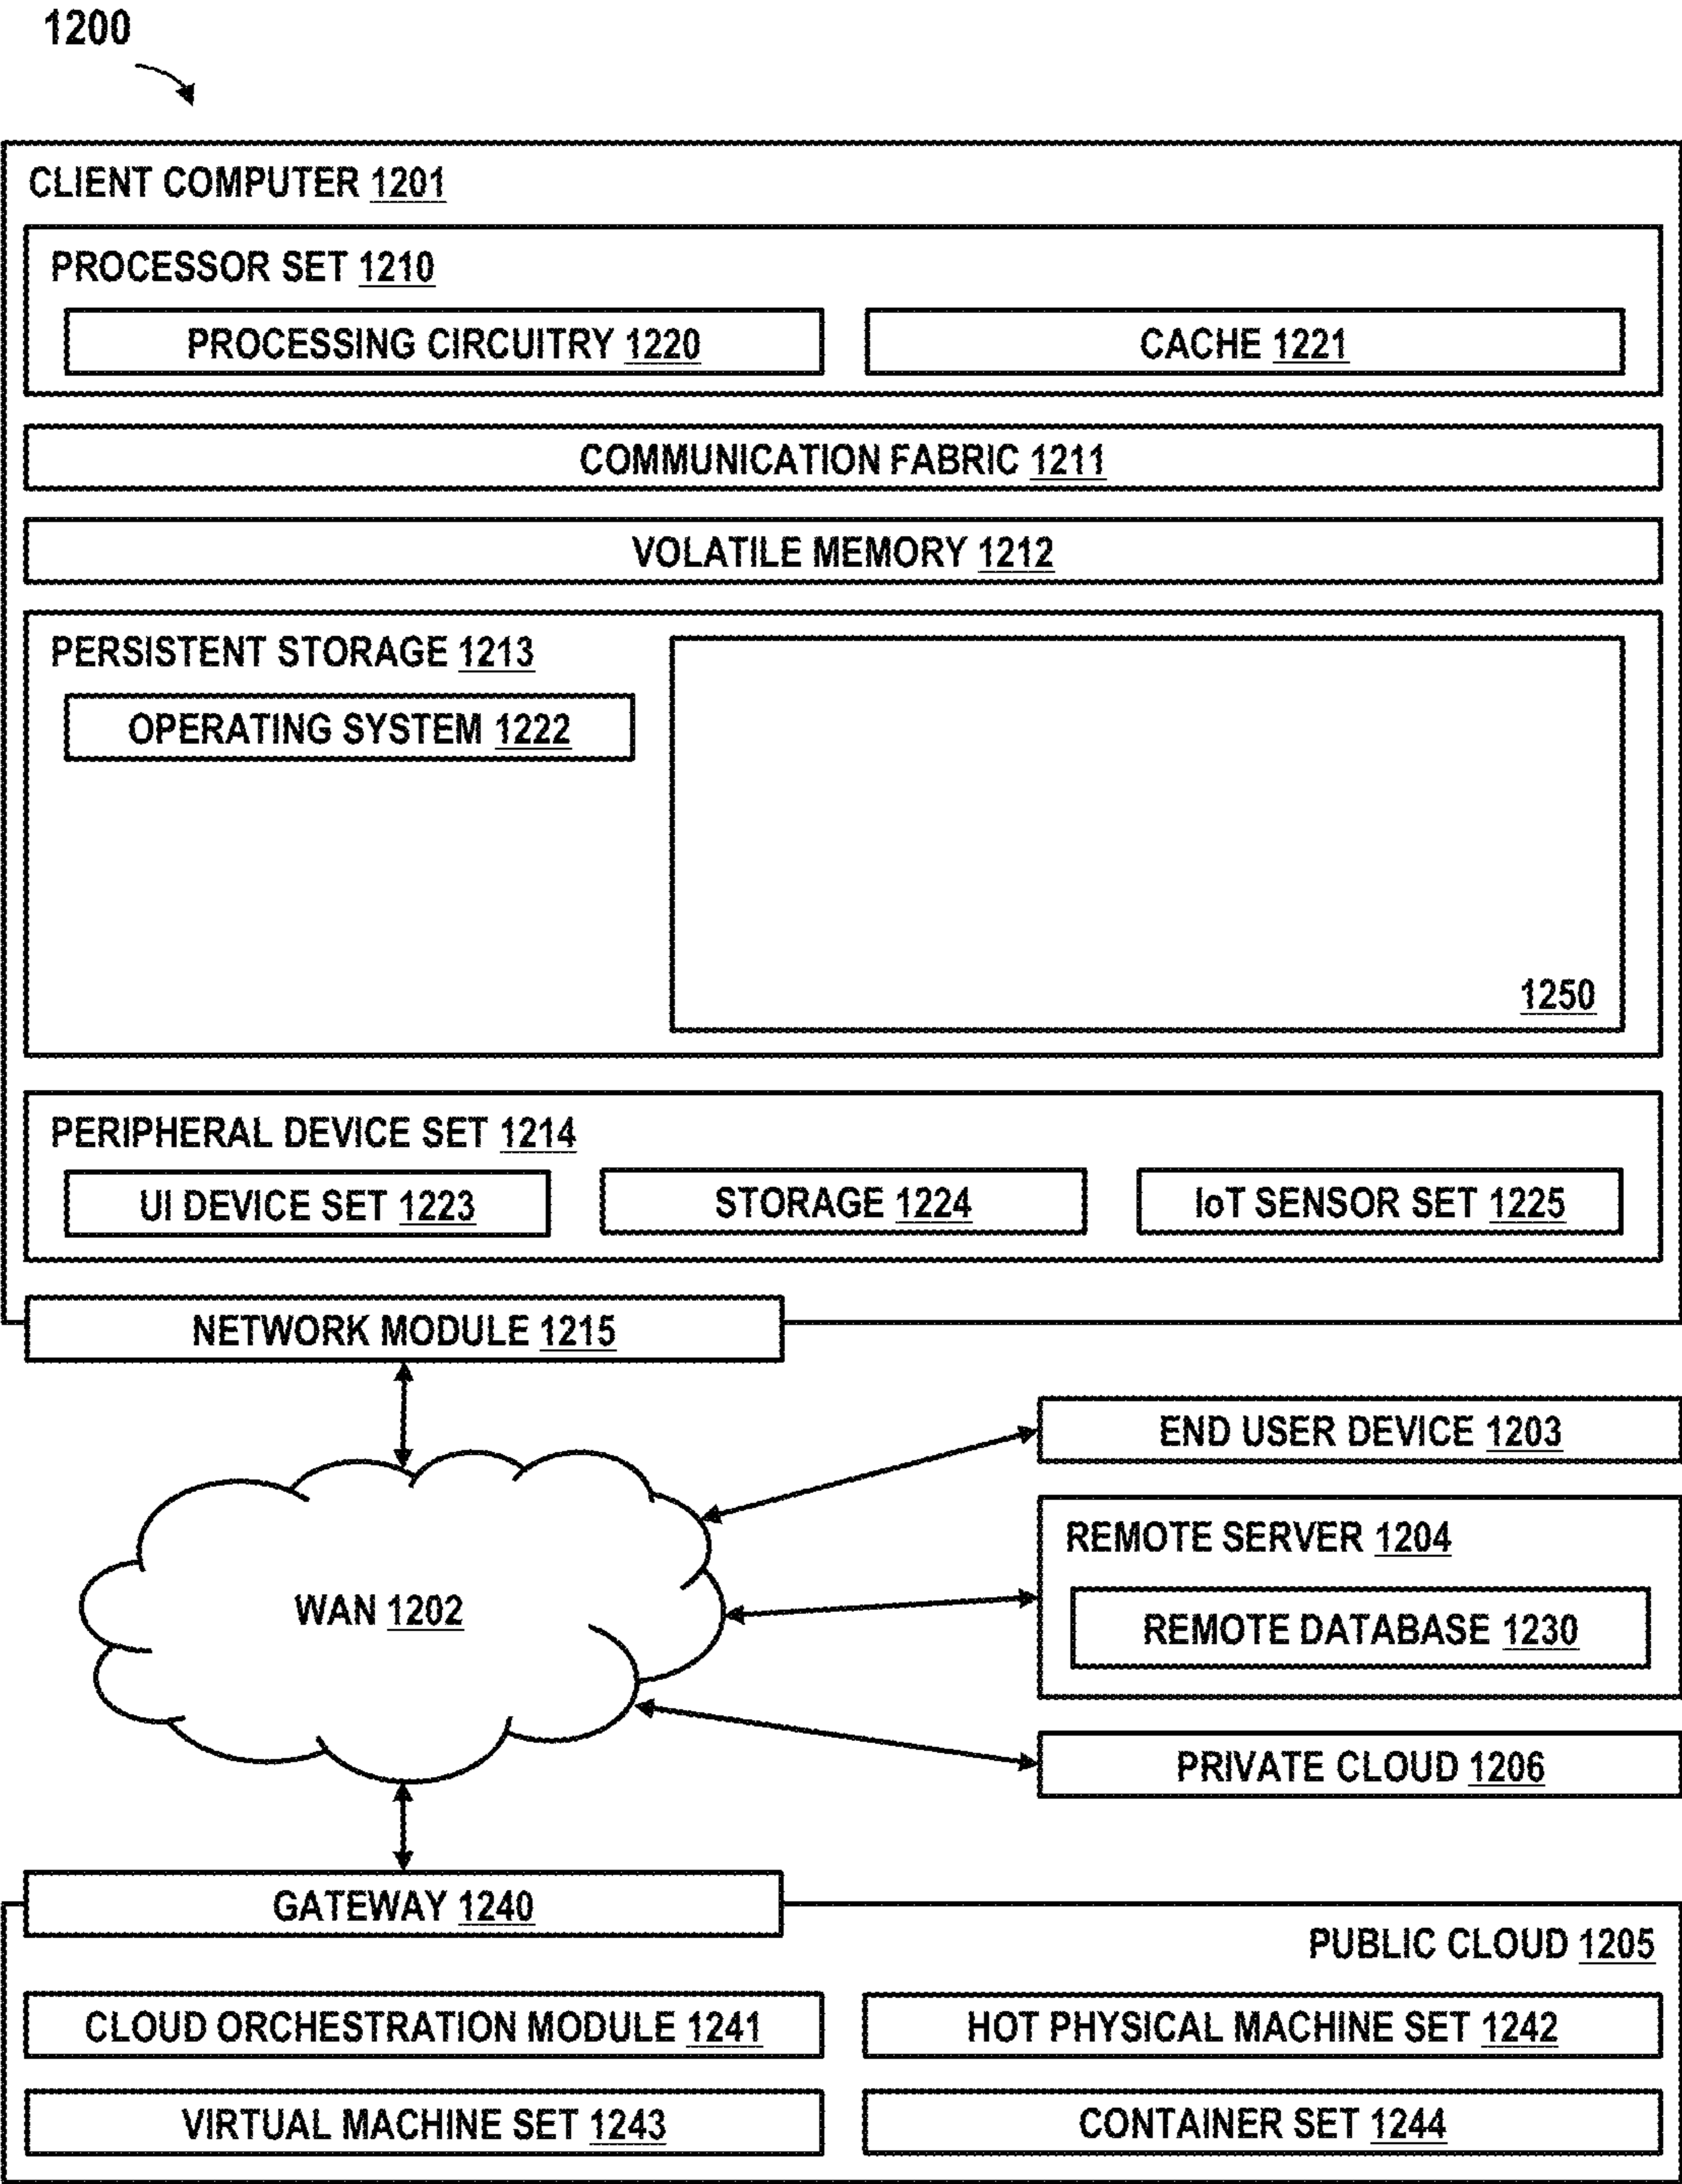 1200
CLIENT COMPUTER 1201
PROCESSOR SET 1210
PROCESSING CIRCUITRY 1220
CACHE 1221
COMMUNICATION FABRIC 1211
VOLATILE MEMORY 1212
PERSISTENT STORAGE 1213
OPERATING SYSTEM 1222
1250
PERIPHERAL DEVICE SET 1214
UI DEVICE SET 1223
STORAGE 1224
IoT SENSOR SET 1225
NETWORK MODULE 1215
END USER DEVICE 1203
REMOTE SERVER 1204
WAN 1202
REMOTE DATABASE 1230
PRIVATE CLOUD 1206
GATEWAY 1240
PUBLIC CLOUD 1205
CLOUD ORCHESTRATION MODULE 1241
HOT PHYSICAL MACHINE SET 1242
VIRTUAL MACHINE SET 1243
CONTAINER SET 1244